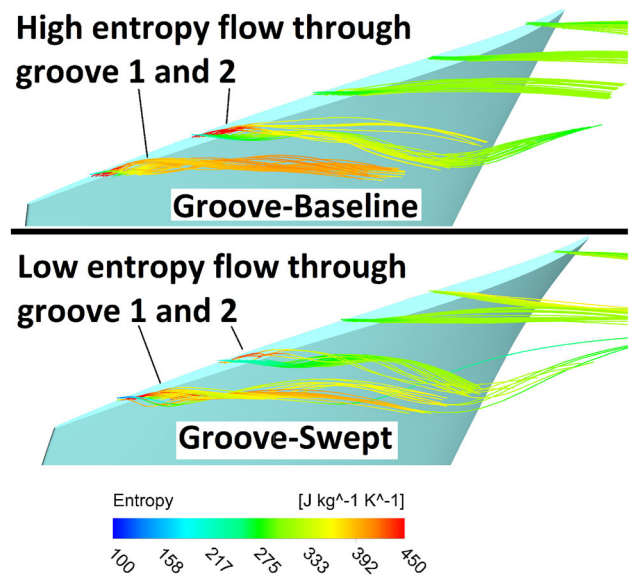 High entropy flow through
groove 1 and 2
Groove-Baseline
Low entropy flow through
groove 1 and 2
Groove-Swept
Entropy [J kg^-1 K^-1]
100 158 217 275 333 392 450